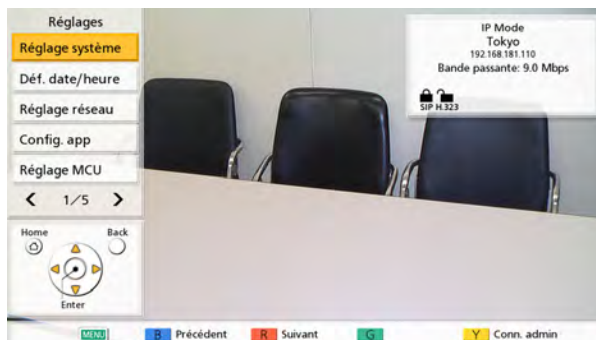 Réglages
Réglage système
Déf. date/heure
Réglage réseau
Config. app
Réglage MCU
1/5
Home
Back
Enter
IP Mode
Tokyo
192.168.181.110
Bande passante: 9.0 Mbps
SIP H.323
MENU
B Précédent
R Suivant
G
Y Conn. admin